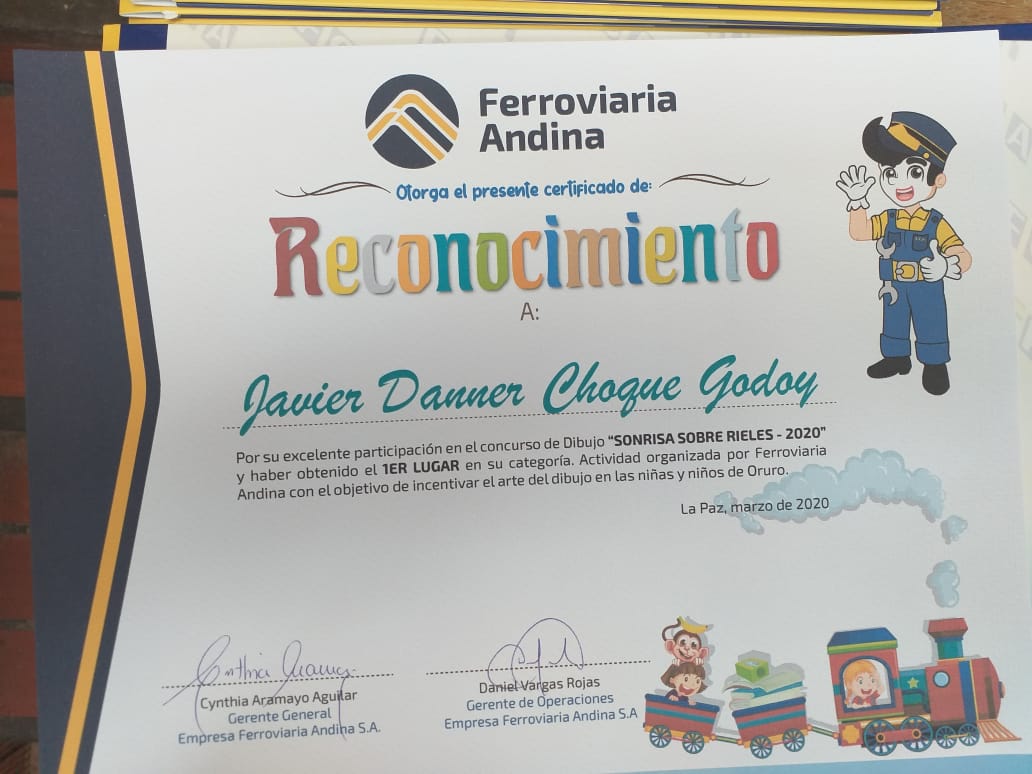 Ferroviaria
Andina
Otorga el presente certificado de:
Reconocimiento
A:
Javier Danner Choque Godoy
Por su excelente participación en el concurso de Dibujo “SONRISA SOBRE RIELES - 2020”
y haber obtenido el 1ER LUGAR en su categoría. Actividad organizada por Ferroviaria
Andina con el objetivo de incentivar el arte del dibujo en las niñas y niños de Oruro.
La Paz, marzo de 2020
Cynthia Aramayo Aguilar
Gerente General
Empresa Ferroviaria Andina S.A.
Daniel Vargas Rojas
Gerente de Operaciones
Empresa Ferroviaria Andina S.A